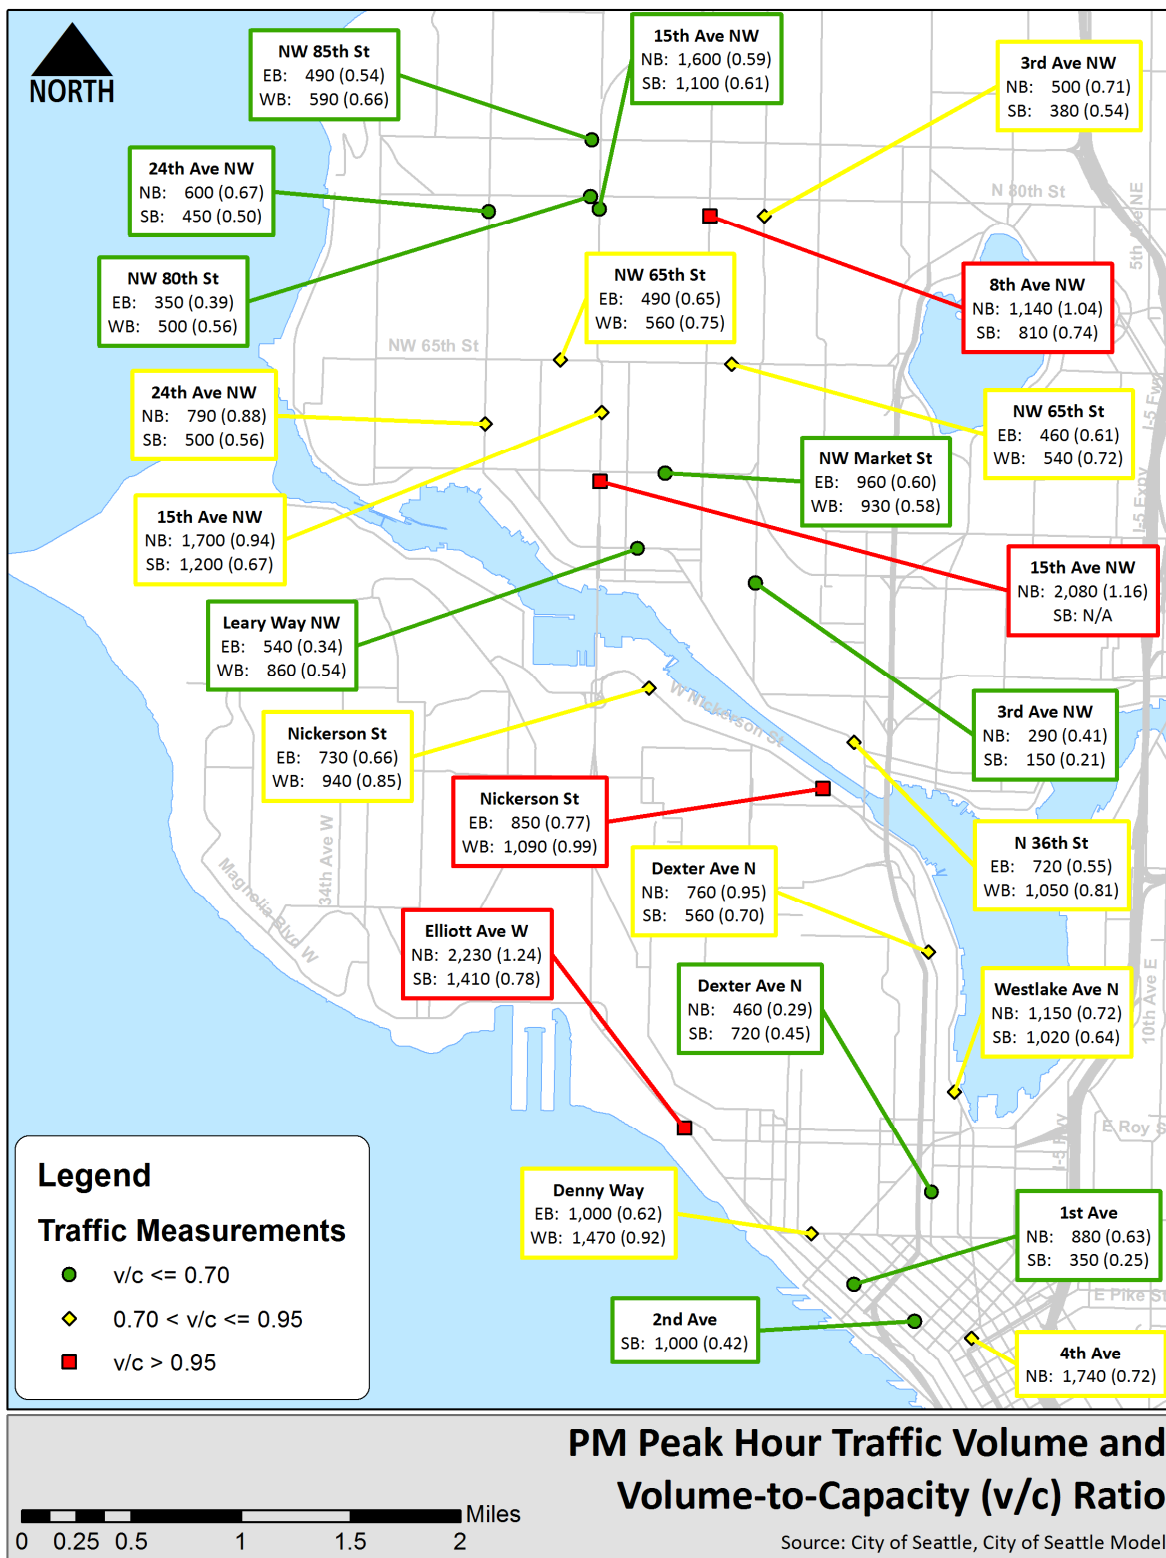 NORTH
NW 85th St
EB: 490 (0.54)
WB: 590 (0.66)
15th Ave NW
NB: 1,600 (0.59)
SB: 1,100 (0.61)
3rd Ave NW
NB: 500 (0.71)
SB: 380 (0.54)
24th Ave NW
NB: 600 (0.67)
SB: 450 (0.50)
N 80th St
5th Ave NE
NW 80th St
EB: 350 (0.39)
WB: 500 (0.56)
NW 65th St
EB: 490 (0.65)
WB: 560 (0.75)
8th Ave NW
NB: 1,140 (1.04)
SB: 810 (0.74)
NW 65th St
I-5 Fwy
24th Ave NW
NB: 790 (0.88)
SB: 500 (0.56)
NW 65th St
EB: 460 (0.61)
WB: 540 (0.72)
NW Market St
EB: 960 (0.60)
WB: 930 (0.58)
I-5 Expy
15th Ave NW
NB: 1,700 (0.94)
SB: 1,200 (0.67)
15th Ave NW
NB: 2,080 (1.16)
SB: N/A
Leary Way NW
EB: 540 (0.34)
WB: 860 (0.54)
W Nickerson St
3rd Ave NW
NB: 290 (0.41)
SB: 150 (0.21)
Nickerson St
EB: 730 (0.66)
WB: 940 (0.85)
Nickerson St
EB: 850 (0.77)
WB: 1,090 (0.99)
34th Ave W
Magnolia Blvd W
N 36th St
EB: 720 (0.55)
WB: 1,050 (0.81)
Dexter Ave N
NB: 760 (0.95)
SB: 560 (0.70)
Elliott Ave W
NB: 2,230 (1.24)
SB: 1,410 (0.78)
Dexter Ave N
NB: 460 (0.29)
SB: 720 (0.45)
Westlake Ave N
NB: 1,150 (0.72)
SB: 1,020 (0.64)
10th Ave E
E Roy S
I-5 Fwy
Denny Way
EB: 1,000 (0.62)
WB: 1,470 (0.92)
1st Ave
NB: 880 (0.63)
SB: 350 (0.25)
E Pike St
2nd Ave
SB: 1,000 (0.42)
4th Ave
NB: 1,740 (0.72)
Legend
Traffic Measurements
v/c <= 0.70
0.70 < v/c <= 0.95
v/c > 0.95
PM Peak Hour Traffic Volume and
Volume-to-Capacity (v/c) Ratio
Miles
0 0.25 0.5 1 1.5 2
Source: City of Seattle, City of Seattle Model